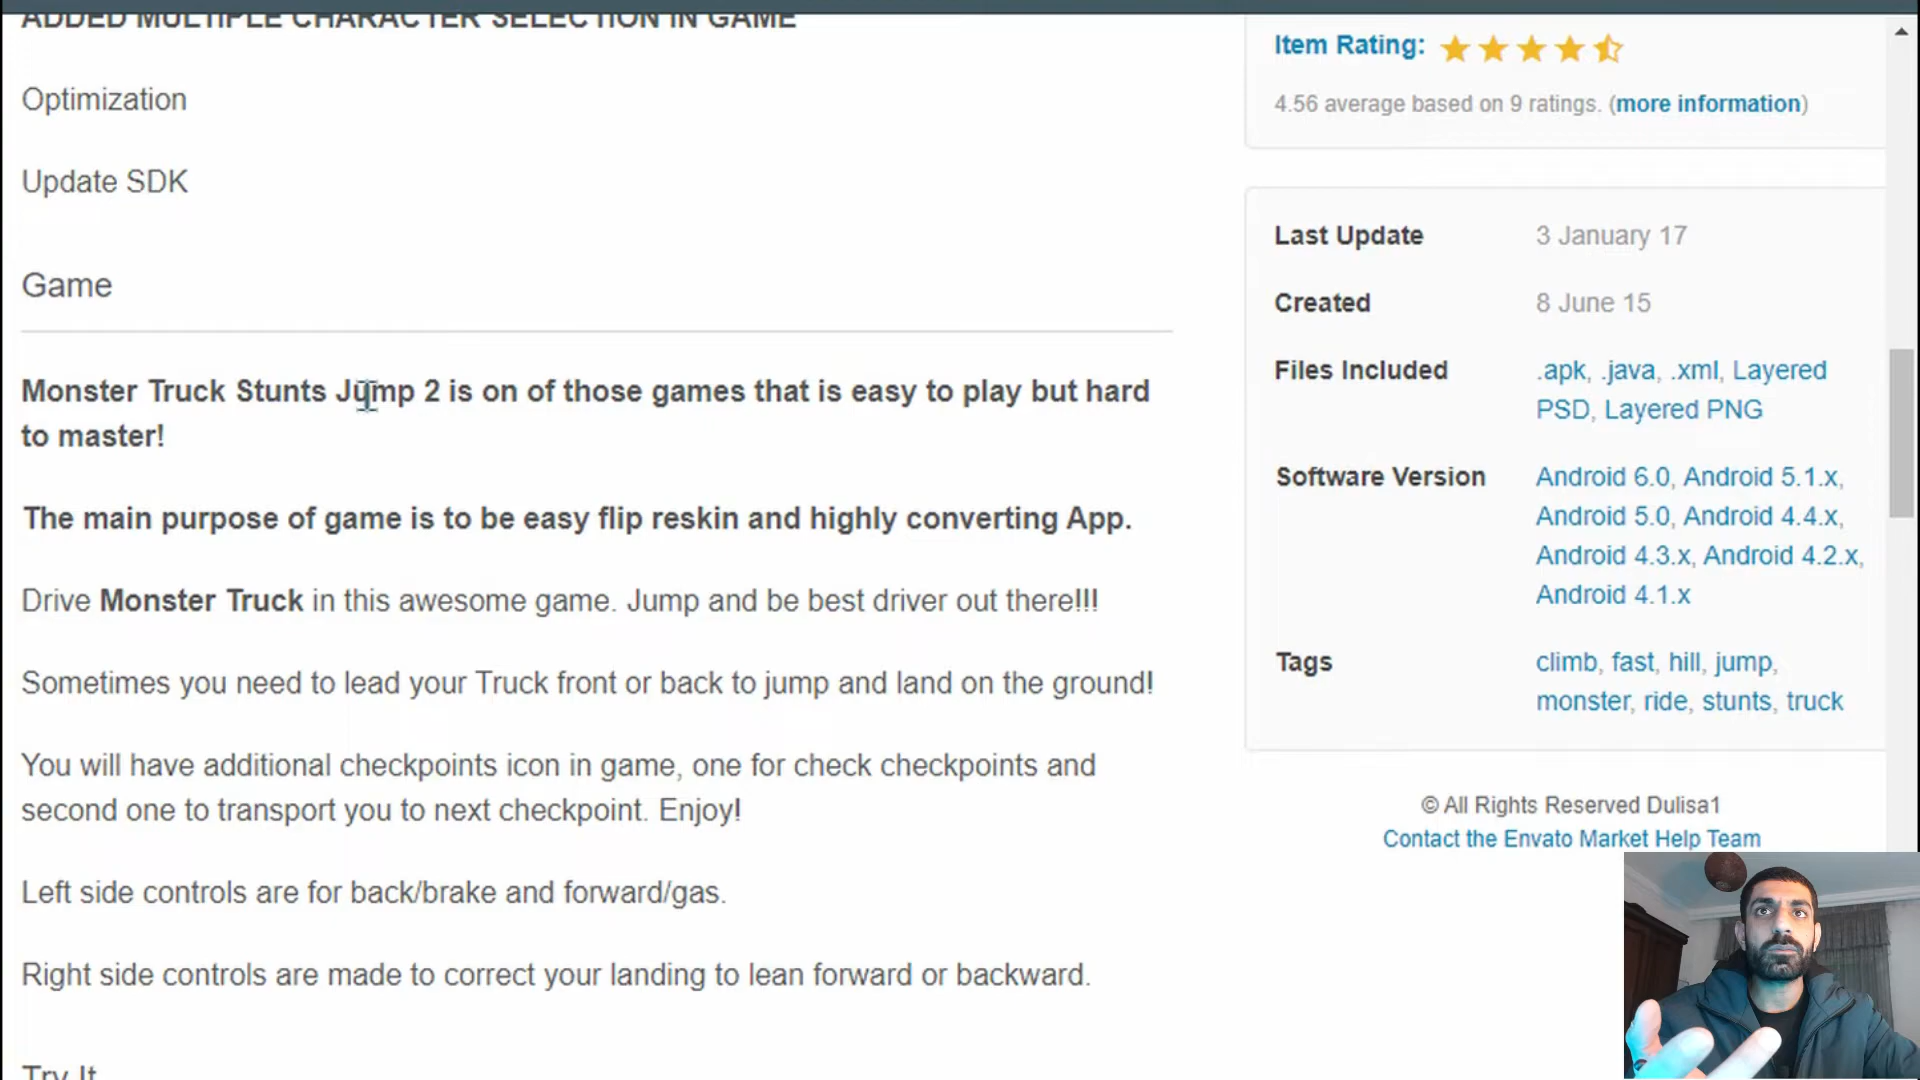 ADDED MULTIPLE CHARACTER SELECTION IN GAME
Optimization
Update SDK
Game
Monster Truck Stunts Jump 2 is on of those games that is easy to play but hard
to master!
The main purpose of game is to be easy flip reskin and highly converting App.
Drive Monster Truck in this awesome game. Jump and be best driver out there!!!
Sometimes you need to lead your Truck front or back to jump and land on the ground!
You will have additional checkpoints icon in game, one for check checkpoints and
second one to transport you to next checkpoint. Enjoy!
Left side controls are for back/brake and forward/gas.
Right side controls are made to correct your landing to lean forward or backward.
Try It
Item Rating:
4.56 average based on 9 ratings. (more information)
Last Update 3 January 17
Created 8 June 15
Files Included .apk, .java, .xml, Layered
PSD, Layered PNG
Software Version Android 6.0, Android 5.1.x,
Android 5.0, Android 4.4.x,
Android 4.3.x, Android 4.2.x,
Android 4.1.x
Tags climb, fast, hill, jump,
monster, ride, stunts, truck
© All Rights Reserved Dulisa1
Contact the Envato Market Help Team